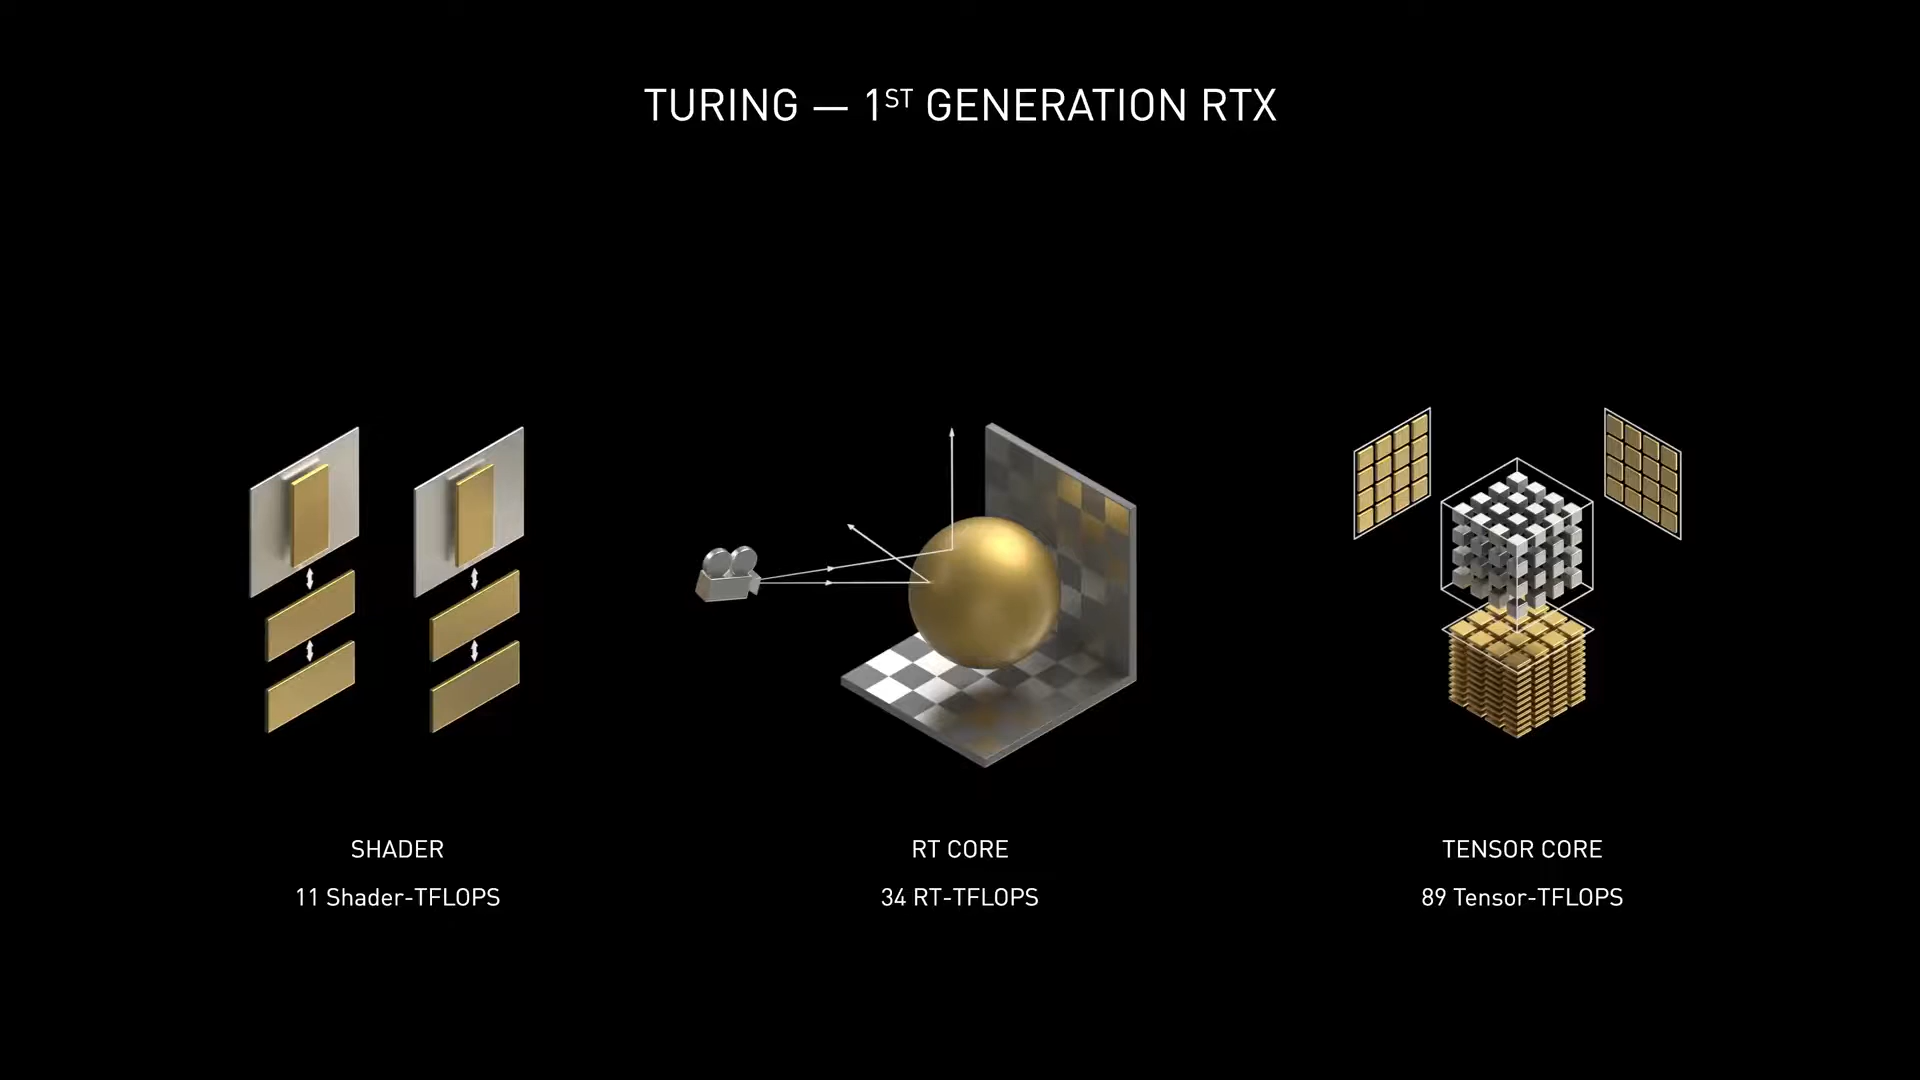 TURING — 1ST GENERATION RTX
SHADER
11 Shader-TFLOPS
RT CORE
34 RT-TFLOPS
TENSOR CORE
89 Tensor-TFLOPS